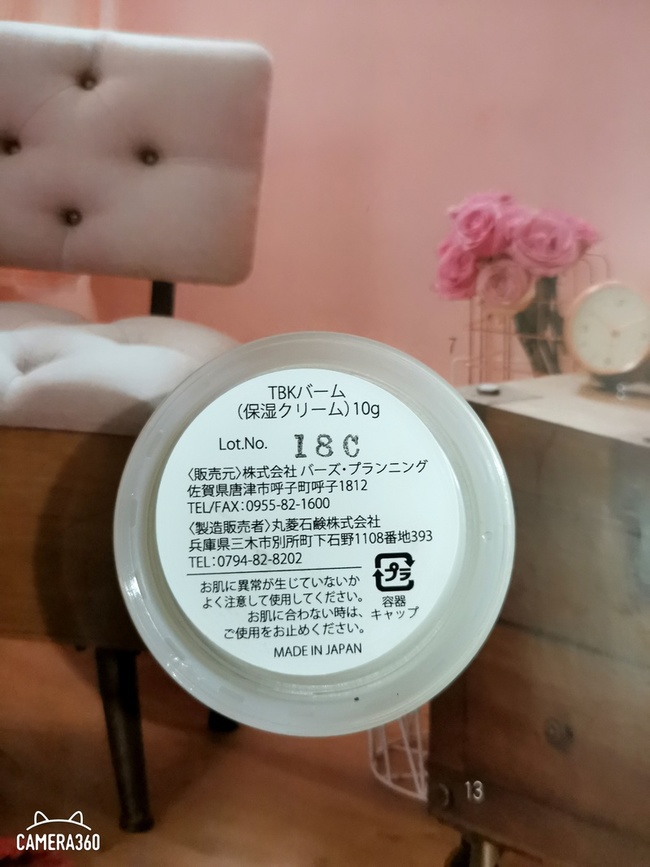 7
TBKバーム
(保湿クリーム)10g
Lot.No. 18C
〈販売元〉株式会社 バーズ・プランニング
佐賀県唐津市呼子町呼子1812
TEL/FAX:0955-82-1600
〈製造販売者〉丸菱石鹸株式会社
兵庫県三木市別所町下石野1108番地393
TEL:0794-82-8202
お肌に異常が生じていないか
よく注意して使用してください。
お肌に合わない時は、
ご使用をお止めください。
プラ
容器
キャップ
MADE IN JAPAN
13
CAMERA360